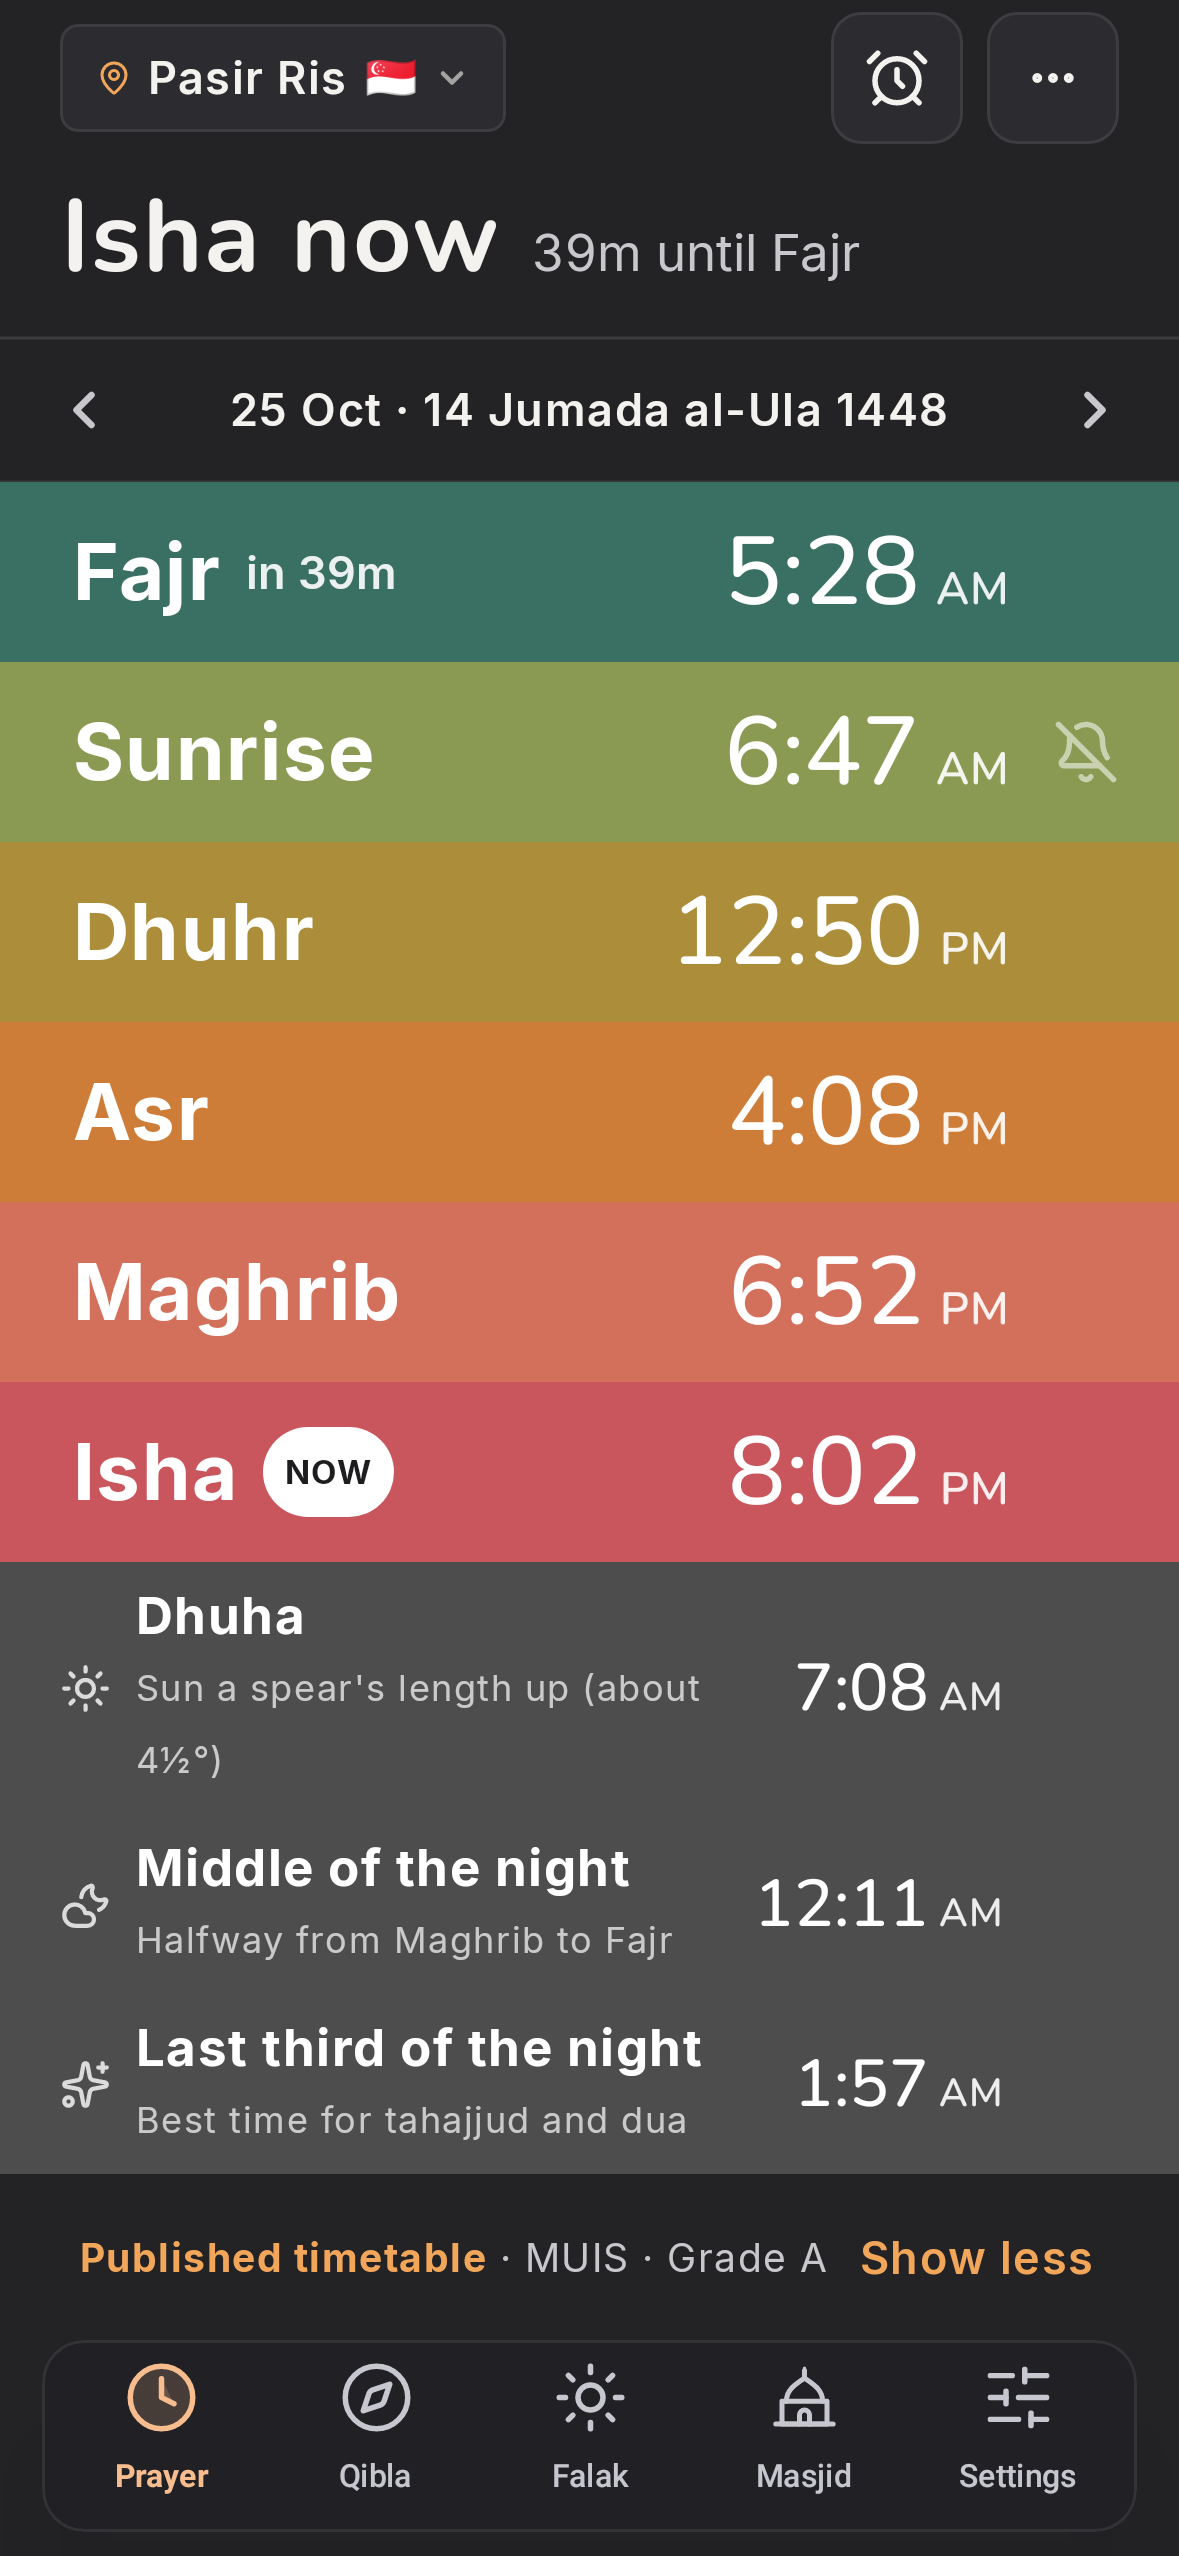 Pasir Ris 🇸🇬
Isha now 39m until Fajr
25 Oct · 14 Jumada al-Ula 1448
Fajr in 39m 5:28 AM
Sunrise 6:47 AM
Dhuhr 12:50 PM
Asr 4:08 PM
Maghrib 6:52 PM
Isha NOW 8:02 PM
Dhuha
Sun a spear's length up (about
4½°)
7:08 AM
Middle of the night
Halfway from Maghrib to Fajr
12:11 AM
Last third of the night
Best time for tahajjud and dua
1:57 AM
Published timetable · MUIS · Grade A Show less
Prayer Qibla Falak Masjid Settings